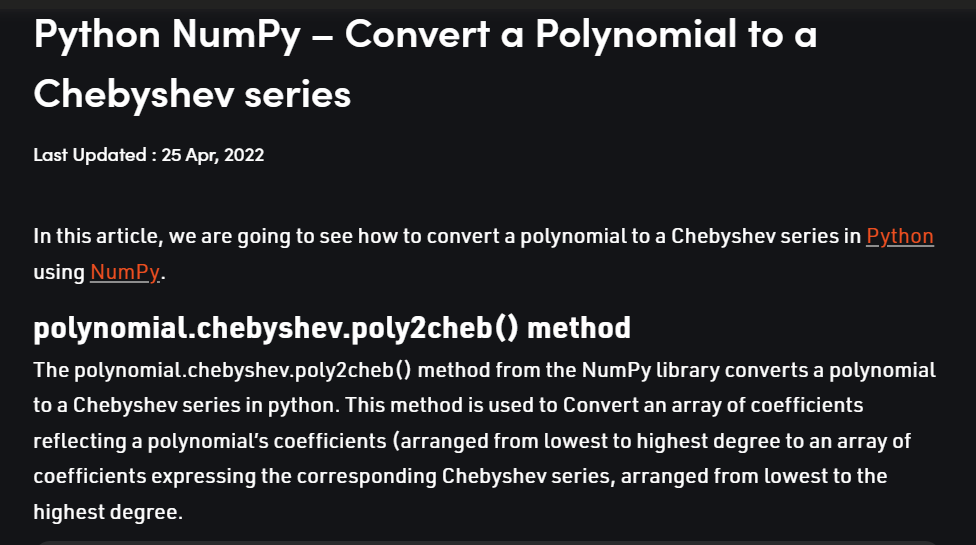 Python NumPy – Convert a Polynomial to a
Chebyshev series
Last Updated : 25 Apr, 2022
In this article, we are going to see how to convert a polynomial to a Chebyshev series in Python
using NumPy.
polynomial.chebyshev.poly2cheb() method
The polynomial.chebyshev.poly2cheb() method from the NumPy library converts a polynomial
to a Chebyshev series in python. This method is used to Convert an array of coefficients
reflecting a polynomial's coefficients (arranged from lowest to highest degree to an array of
coefficients expressing the corresponding Chebyshev series, arranged from lowest to the
highest degree.